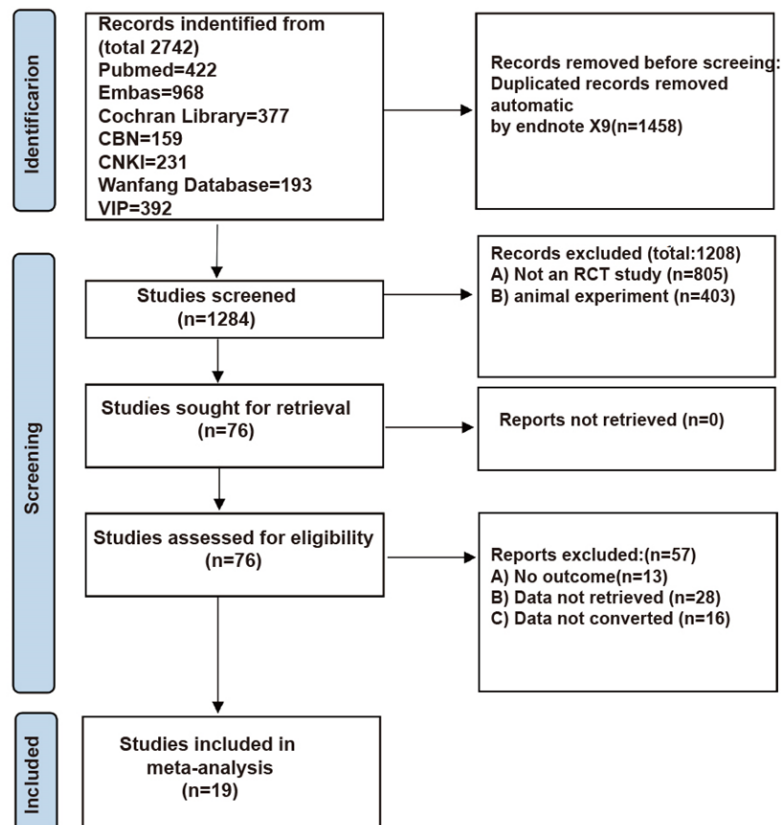 Identificarion
Records indentified from
(total 2742)
Pubmed=422
Embas=968
Cochran Library=377
CBN=159
CNKI=231
Wanfang Database=193
VIP=392
Records removed before screeing:
Duplicated records removed
automatic
by endnote X9(n=1458)
Screening
Studies screened
(n=1284)
Records excluded (total:1208)
A) Not an RCT study (n=805)
B) animal experiment (n=403)
Studies sought for retrieval
(n=76)
Reports not retrieved (n=0)
Studies assessed for eligibility
(n=76)
Reports excluded:(n=57)
A) No outcome(n=13)
B) Data not retrieved (n=28)
C) Data not converted (n=16)
Included
Studies included in
meta-analysis
(n=19)